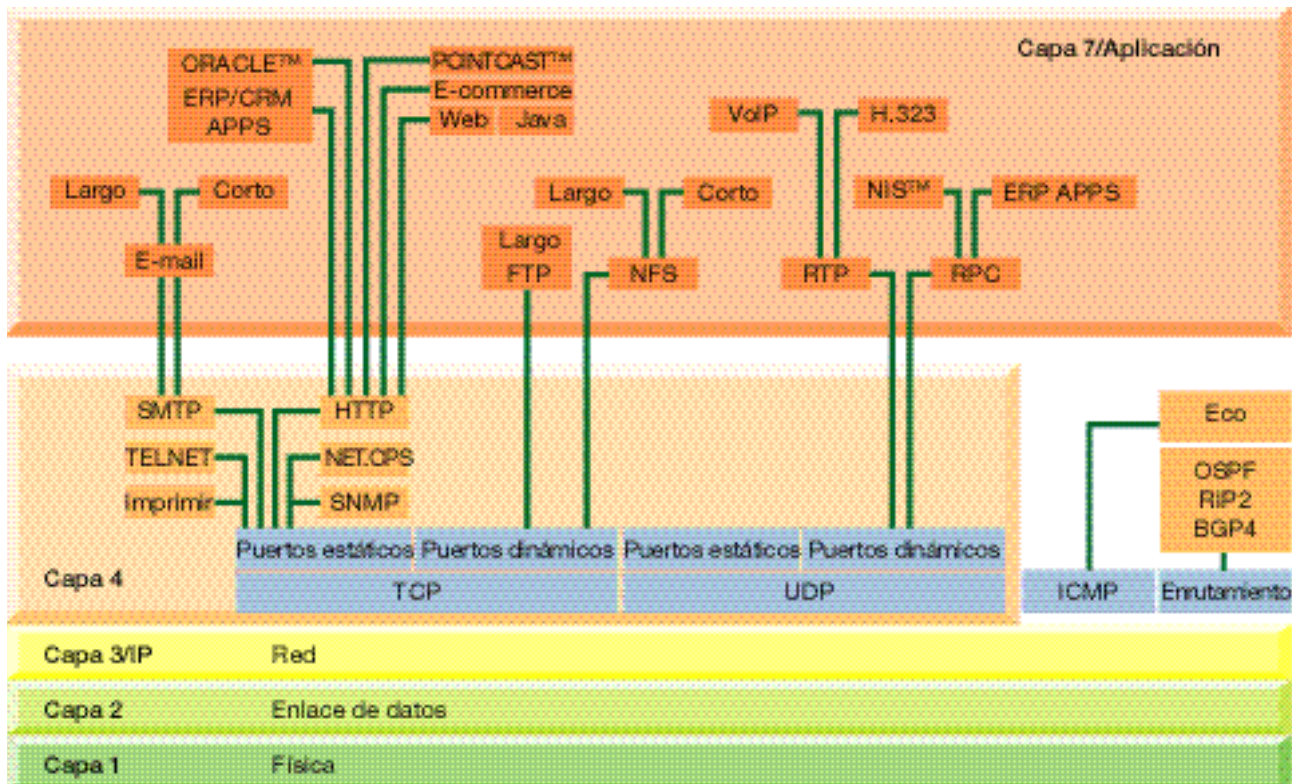 Capa 7/Aplicación
ORACLE™
ERP/CRM
APPS
POINTCAST™
E-commerce
Web
Java
VoIP
H.323
Largo
Corto
Largo
Corto
NIS™
ERP APPS
E-mail
Largo
FTP
NFS
RTP
RPC
SMTP
HTTP
Eco
TELNET
NET.OPS
imprimir
SNMP
OSPF
RiP2
BGP4
Puertos estáticos
Puertos dinámicos
Puertos estáticos
Puertos dinámicos
Capa 4
TCP
UDP
ICMP
Enrutamiento
Capa 3/IP
Red
Capa 2
Enlace de datos
Capa 1
Física